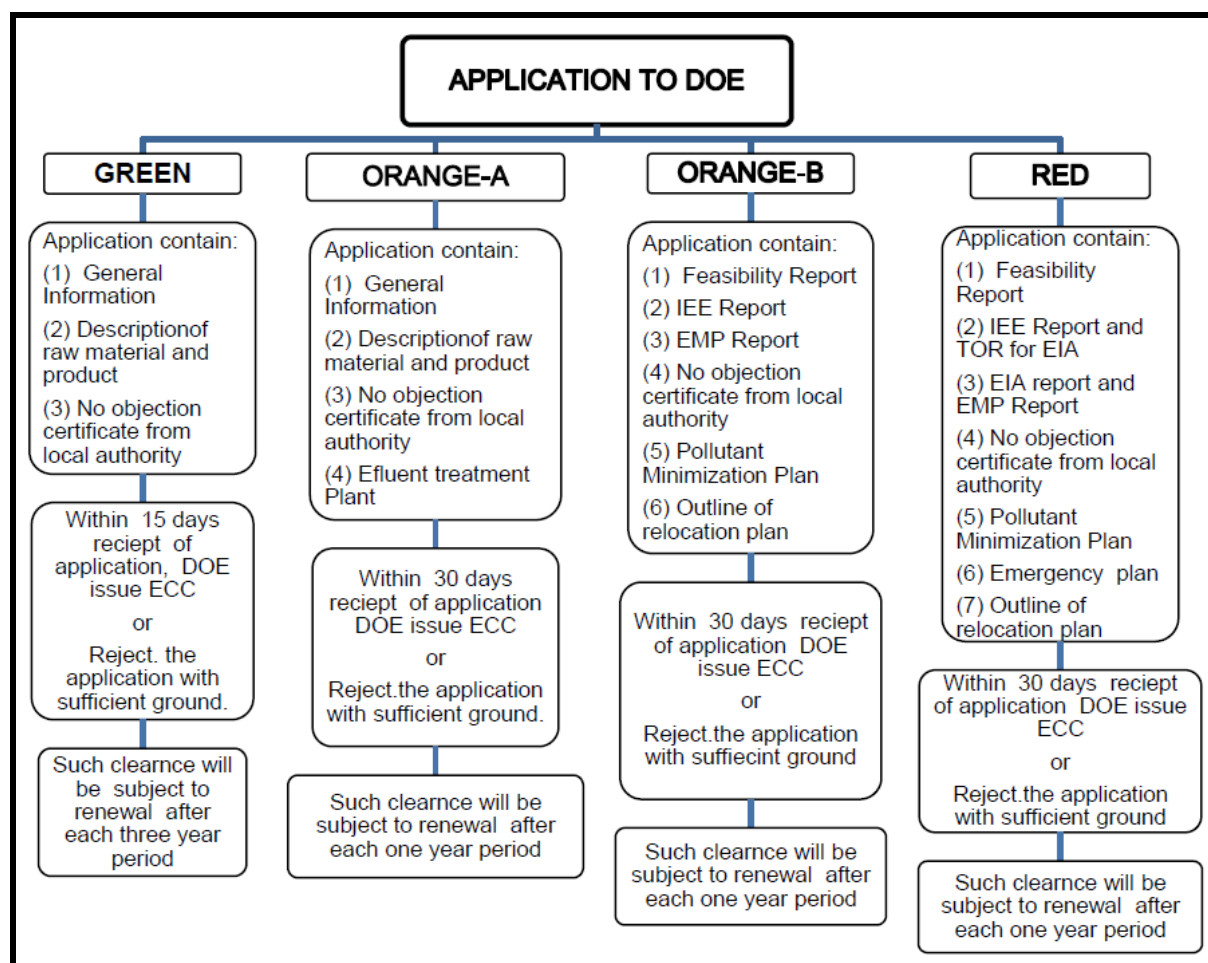 APPLICATION TO DOE
GREEN
Application contain:
(1) General
Information
(2) Descriptionof
raw material and
product
(3) No objection
certificate from
local authority
Within 15 days
reciept of
application, DOE
issue ECC
or
Reject. the
application with
sufficient ground.
Such clearnce will
be subject to
renewal after
each three year
period
ORANGE-A
Application contain:
(1) General
Information
(2) Descriptionof raw
material and product
(3) No objection
certificate from local
authority
(4) Efluent treatment
Plant
Within 30 days
reciept of application
DOE issue ECC
or
Reject.the application
with sufficient ground.
Such clearnce will be
subject to renewal after
each one year period
ORANGE-B
Application contain:
(1) Feasibility Report
(2) IEE Report
(3) EMP Report
(4) No objection
certificate from local
authority
(5) Pollutant
Minimization Plan
(6) Outline of
relocation plan
Within 30 days reciept
of application DOE
issue ECC
or
Reject.the application
with suffiecint ground
Such clearnce will be
subject to renewal after
each one year period
RED
Application contain:
(1) Feasibility
Report
(2) IEE Report and
TOR for EIA
(3) EIA report and
EMP Report
(4) No objection
certificate from local
authority
(5) Pollutant
Minimization Plan
(6) Emergency plan
(7) Outline of
relocation plan
Within 30 days reciept
of application DOE issue
ECC
or
Reject.the application
with sufficient ground
Such clearnce will be
subject to renewal after
each one year period